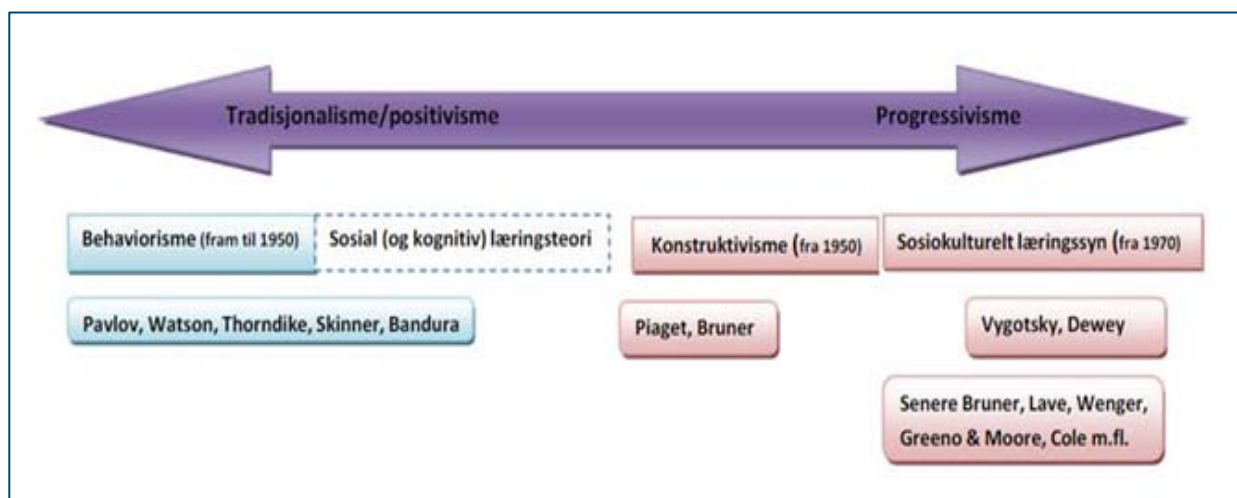 Tradisjonalisme/positivisme
Progressivisme
Behaviorisme (fram til 1950)
Sosial (og kognitiv) læringsteori
Konstruktivisme (fra 1950)
Sosiokulturelt læringssyn (fra 1970)
Pavlov, Watson, Thorndike, Skinner, Bandura
Piaget, Bruner
Vygotsky, Dewey
Senere Bruner, Lave, Wenger,
Greeno & Moore, Cole m.fl.